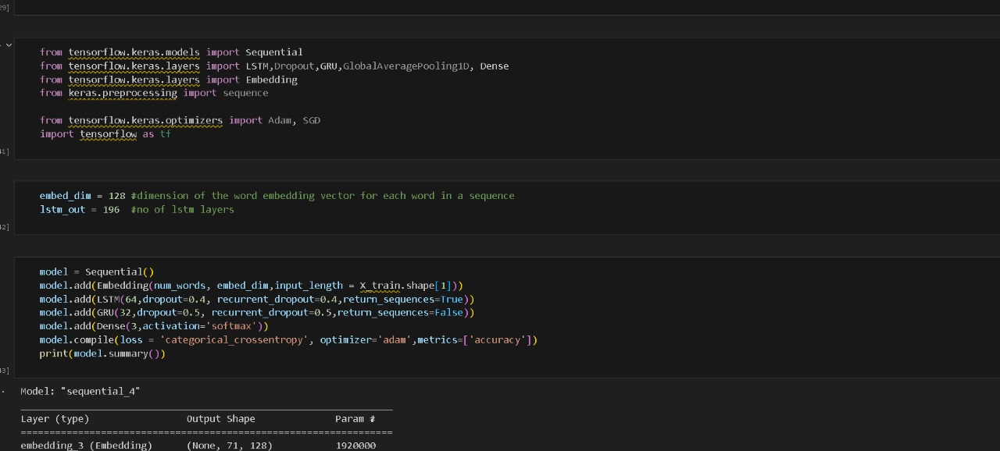 29]
from tensorflow.keras.models import Sequential
from tensorflow.keras.layers import LSTM,Dropout,GRU,GlobalAveragePooling1D, Dense
from tensorflow.keras.layers import Embedding
from keras.preprocessing import sequence
from tensorflow.keras.optimizers import Adam, SGD
import tensorflow as tf
41]
embed_dim = 128 #dimension of the word embedding vector for each word in a sequence
lstm_out = 196  #no of lstm layers
42]
model = Sequential()
model.add(Embedding(num_words, embed_dim,input_length = X_train.shape[1]))
model.add(LSTM(64,dropout=0.4, recurrent_dropout=0.4,return_sequences=True))
model.add(GRU(32,dropout=0.5, recurrent_dropout=0.5,return_sequences=False))
model.add(Dense(3,activation='softmax'))
model.compile(loss = 'categorical_crossentropy', optimizer='adam',metrics=['accuracy'])
print(model.summary())
43]
Model: "sequential_4"
_________________________________________________________________
Layer (type)                Output Shape              Param #
=================================================================
embedding_3 (Embedding)     (None, 71, 128)           1920000